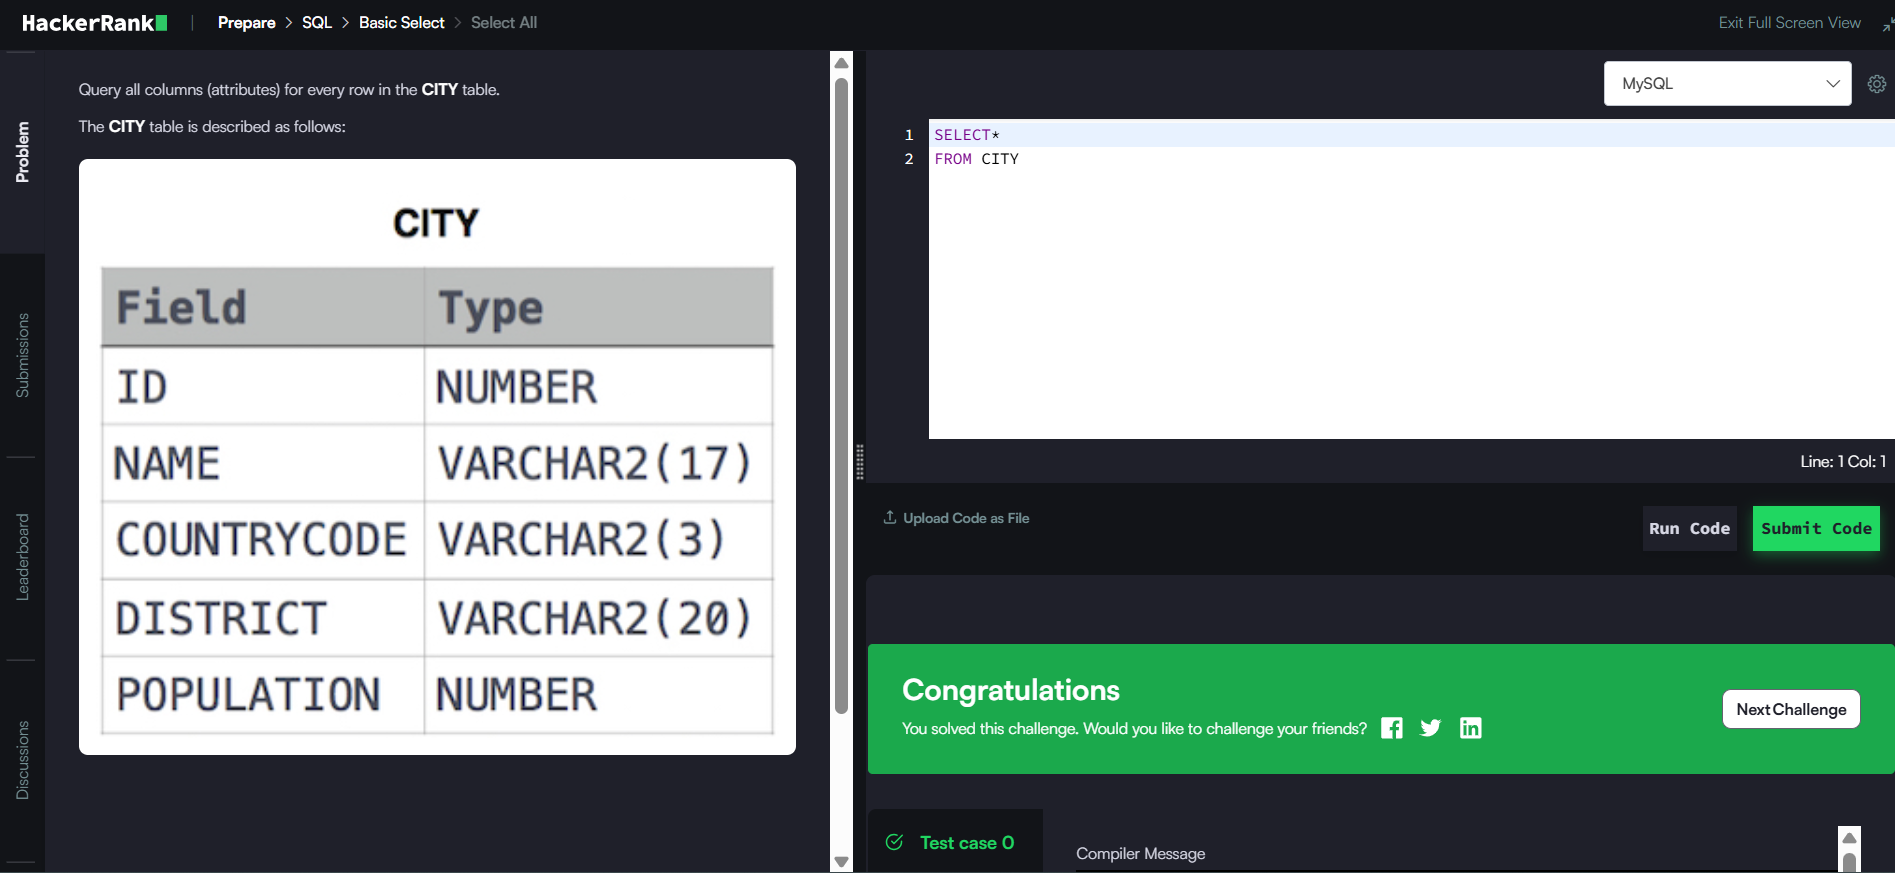 HackerRank | Prepare > SQL > Basic Select > Select All
Exit Full Screen View
Problem
Submissions
Leaderboard
Discussions
Query all columns (attributes) for every row in the CITY table.
The CITY table is described as follows:
CITY
Field Type
ID NUMBER
NAME VARCHAR2(17)
COUNTRYCODE VARCHAR2(3)
DISTRICT VARCHAR2(20)
POPULATION NUMBER
MySQL
1 SELECT*
2 FROM CITY
Line: 1 Col: 1
Upload Code as File
Run Code
Submit Code
Congratulations
You solved this challenge. Would you like to challenge your friends?
Next Challenge
Test case 0
Compiler Message